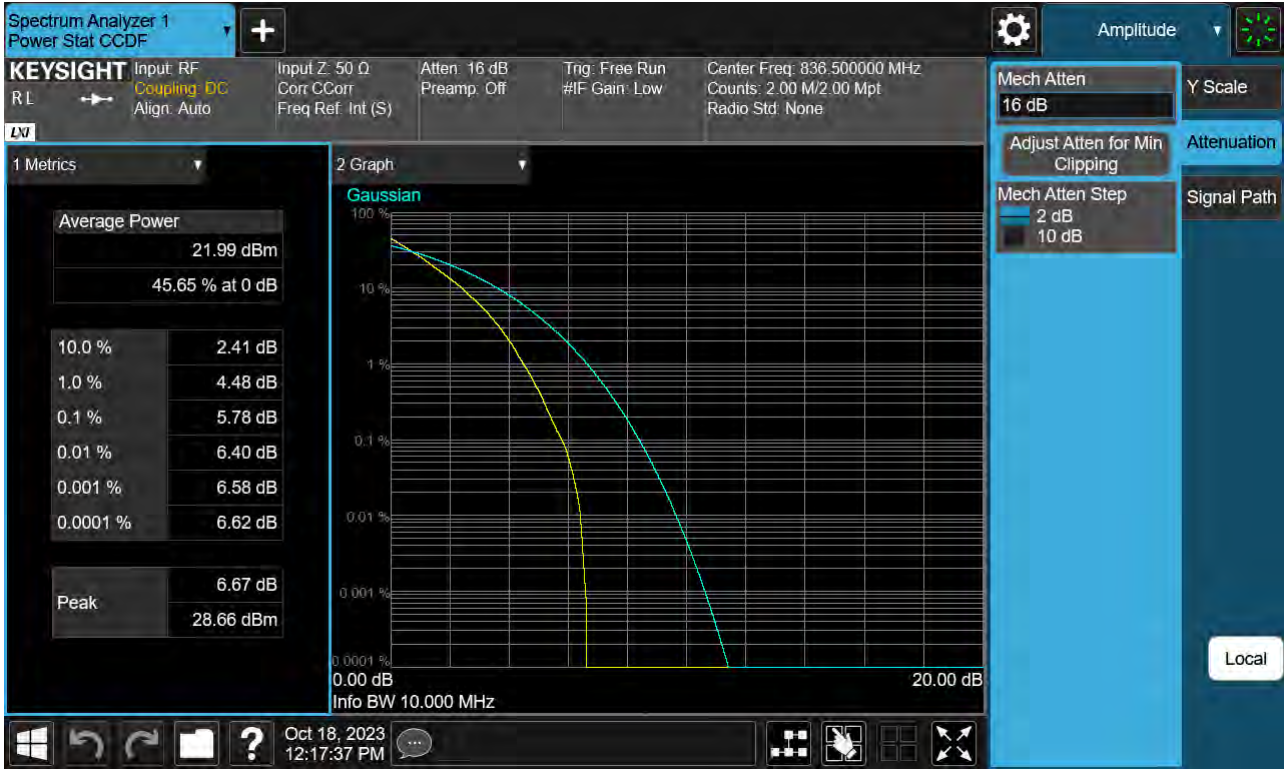 Spectrum Analyzer 1
Power Stat CCDF
+
Amplitude
KEYSIGHT
R L
LXI
Input: RF
Coupling: DC
Align: Auto
Input Z: 50 Ω
Corr CCorr
Freq Ref: Int (S)
Atten: 16 dB
Preamp: Off
Trig: Free Run
#IF Gain: Low
Center Freq: 836.500000 MHz
Counts: 2.00 M/2.00 Mpt
Radio Std: None
Mech Atten
16 dB
Adjust Atten for Min
Clipping
Mech Atten Step
2 dB
10 dB
Y Scale
Attenuation
Signal Path
Local
1 Metrics
Average Power
21.99 dBm
45.65 % at 0 dB
10.0 % 2.41 dB
1.0 % 4.48 dB
0.1 % 5.78 dB
0.01 % 6.40 dB
0.001 % 6.58 dB
0.0001 % 6.62 dB
Peak
6.67 dB
28.66 dBm
2 Graph
Gaussian
100 %
10 %
1 %
0.1 %
0.01 %
0.001 %
0.0001 %
0.00 dB 20.00 dB
Info BW 10.000 MHz
?
Oct 18, 2023
12:17:37 PM